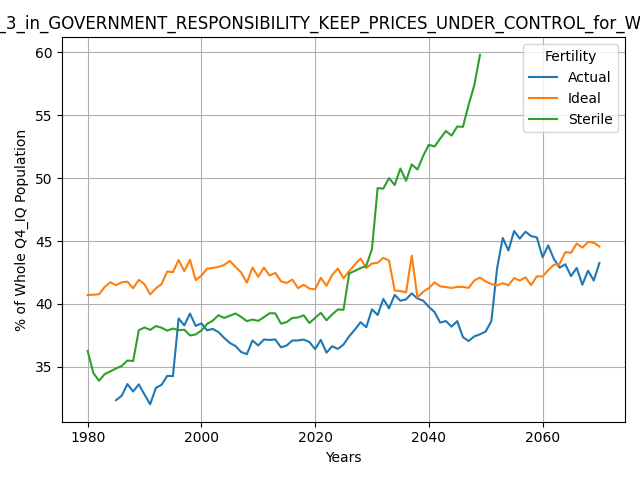 _3_in_GOVERNMENT_RESPONSIBILITY_KEEP_PRICES_UNDER_CONTROL_for_W
Fertility
Actual
Ideal
Sterile
% of Whole Q4_IQ Population
60
55
50
45
40
35
1980 2000 2020 2040 2060
Years